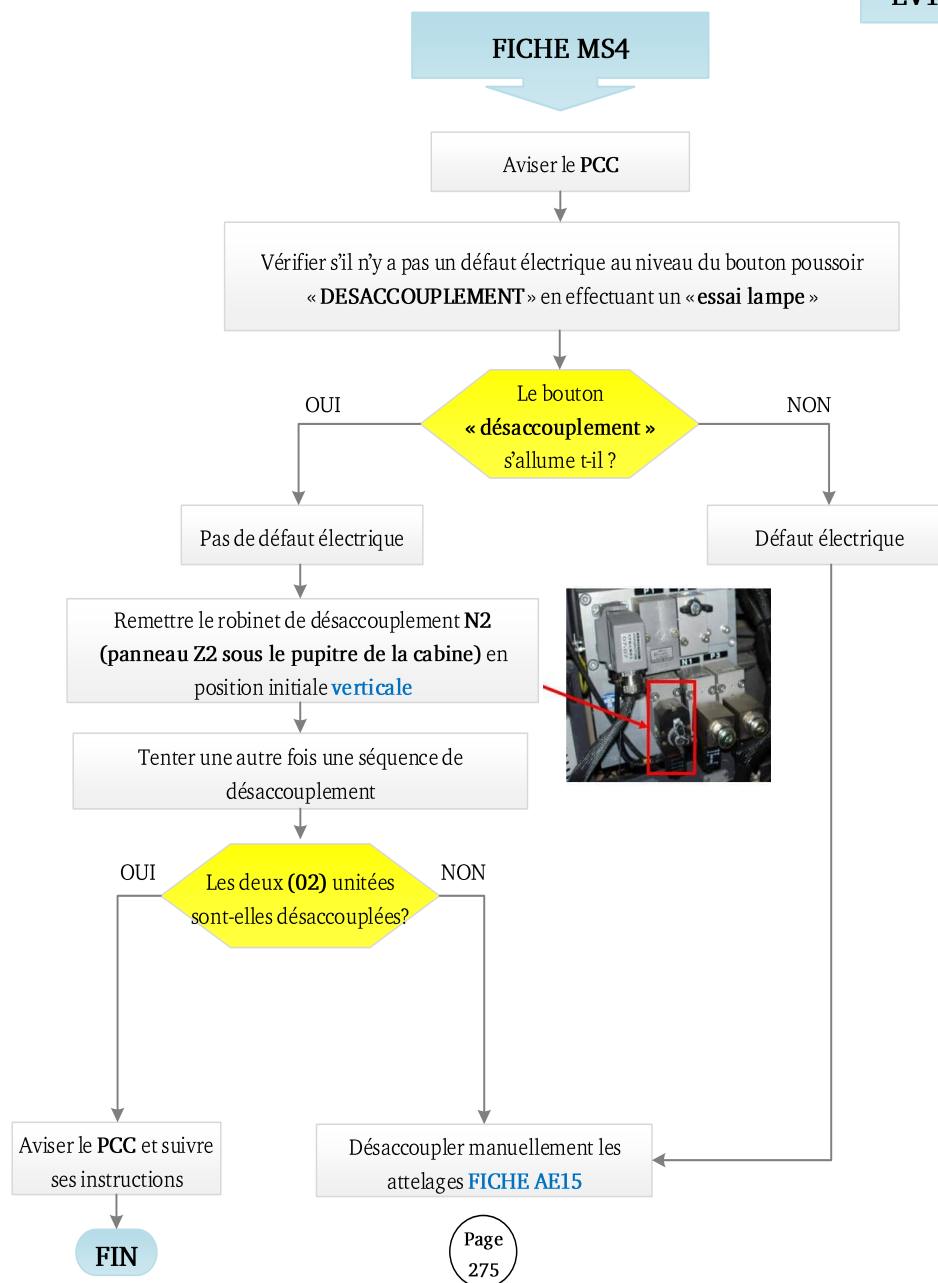 FICHE MS4
Aviser le PCC
Vérifier s’il n’y a pas un défaut électrique au niveau du bouton poussoir
« DESACCOUPLEMENT » en effectuant un « essai lampe »
Le bouton
« désaccouplement »
s’allume t-il ?
OUI
NON
Pas de défaut électrique
Défaut électrique
Remettre le robinet de désaccouplement N2
(panneau Z2 sous le pupitre de la cabine) en
position initiale verticale
N1
P3
Tenter une autre fois une séquence de
désaccouplement
OUI
NON
Les deux (02) unitées
sont-elles désaccouplées?
Aviser le PCC et suivre
ses instructions
Désaccoupler manuellement les
attelages FICHE AE15
FIN
Page
275